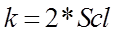 k = 2* Scl